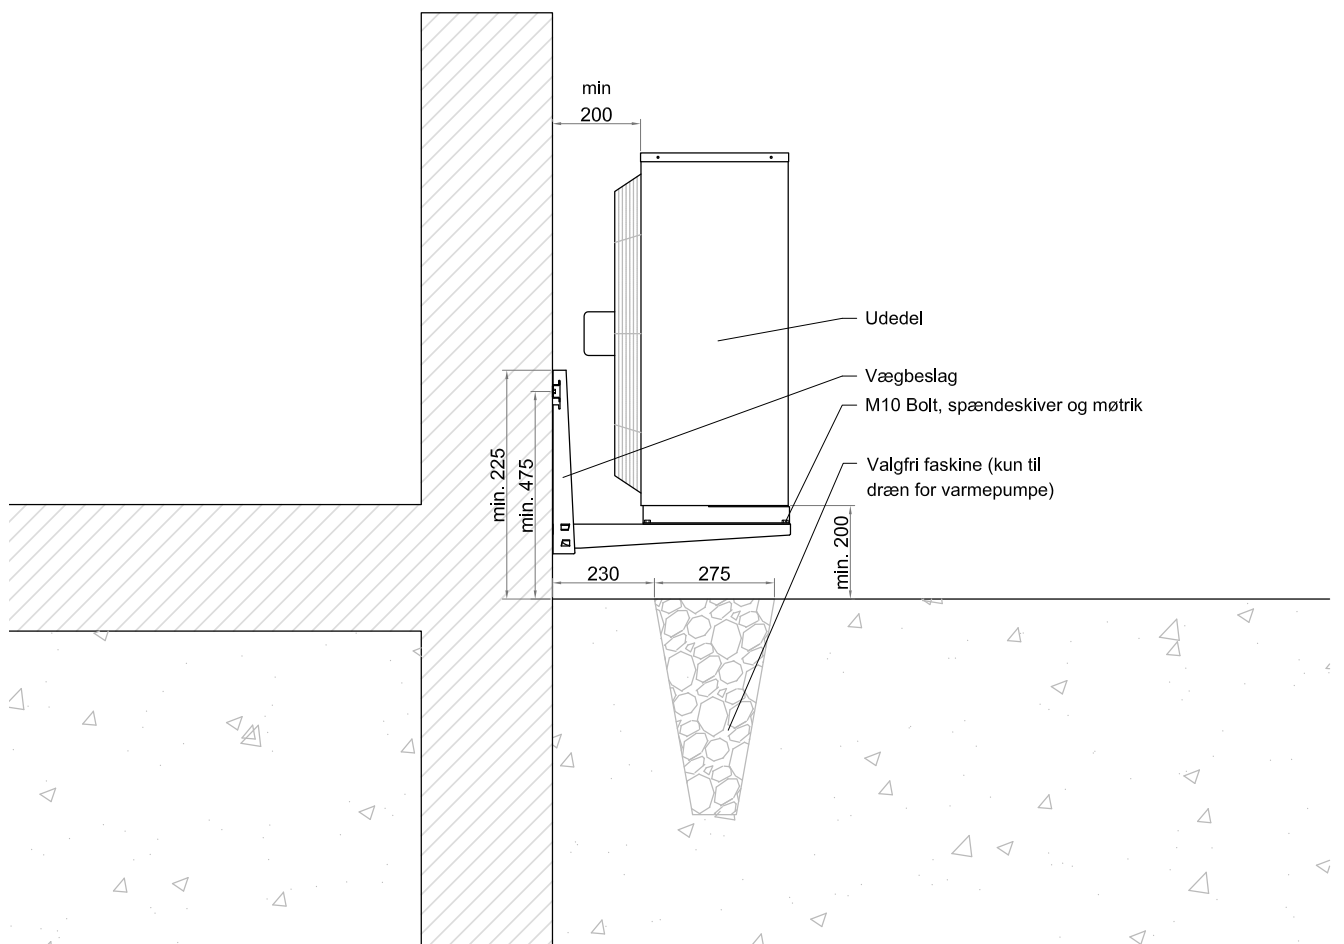 min
200
Udedel
Vægbeslag
M10 Bolt, spændeskiver og møtrik
Valgfri faskine (kun til
dræn for varmepumpe)
min. 225
min. 475
min. 200
230
275